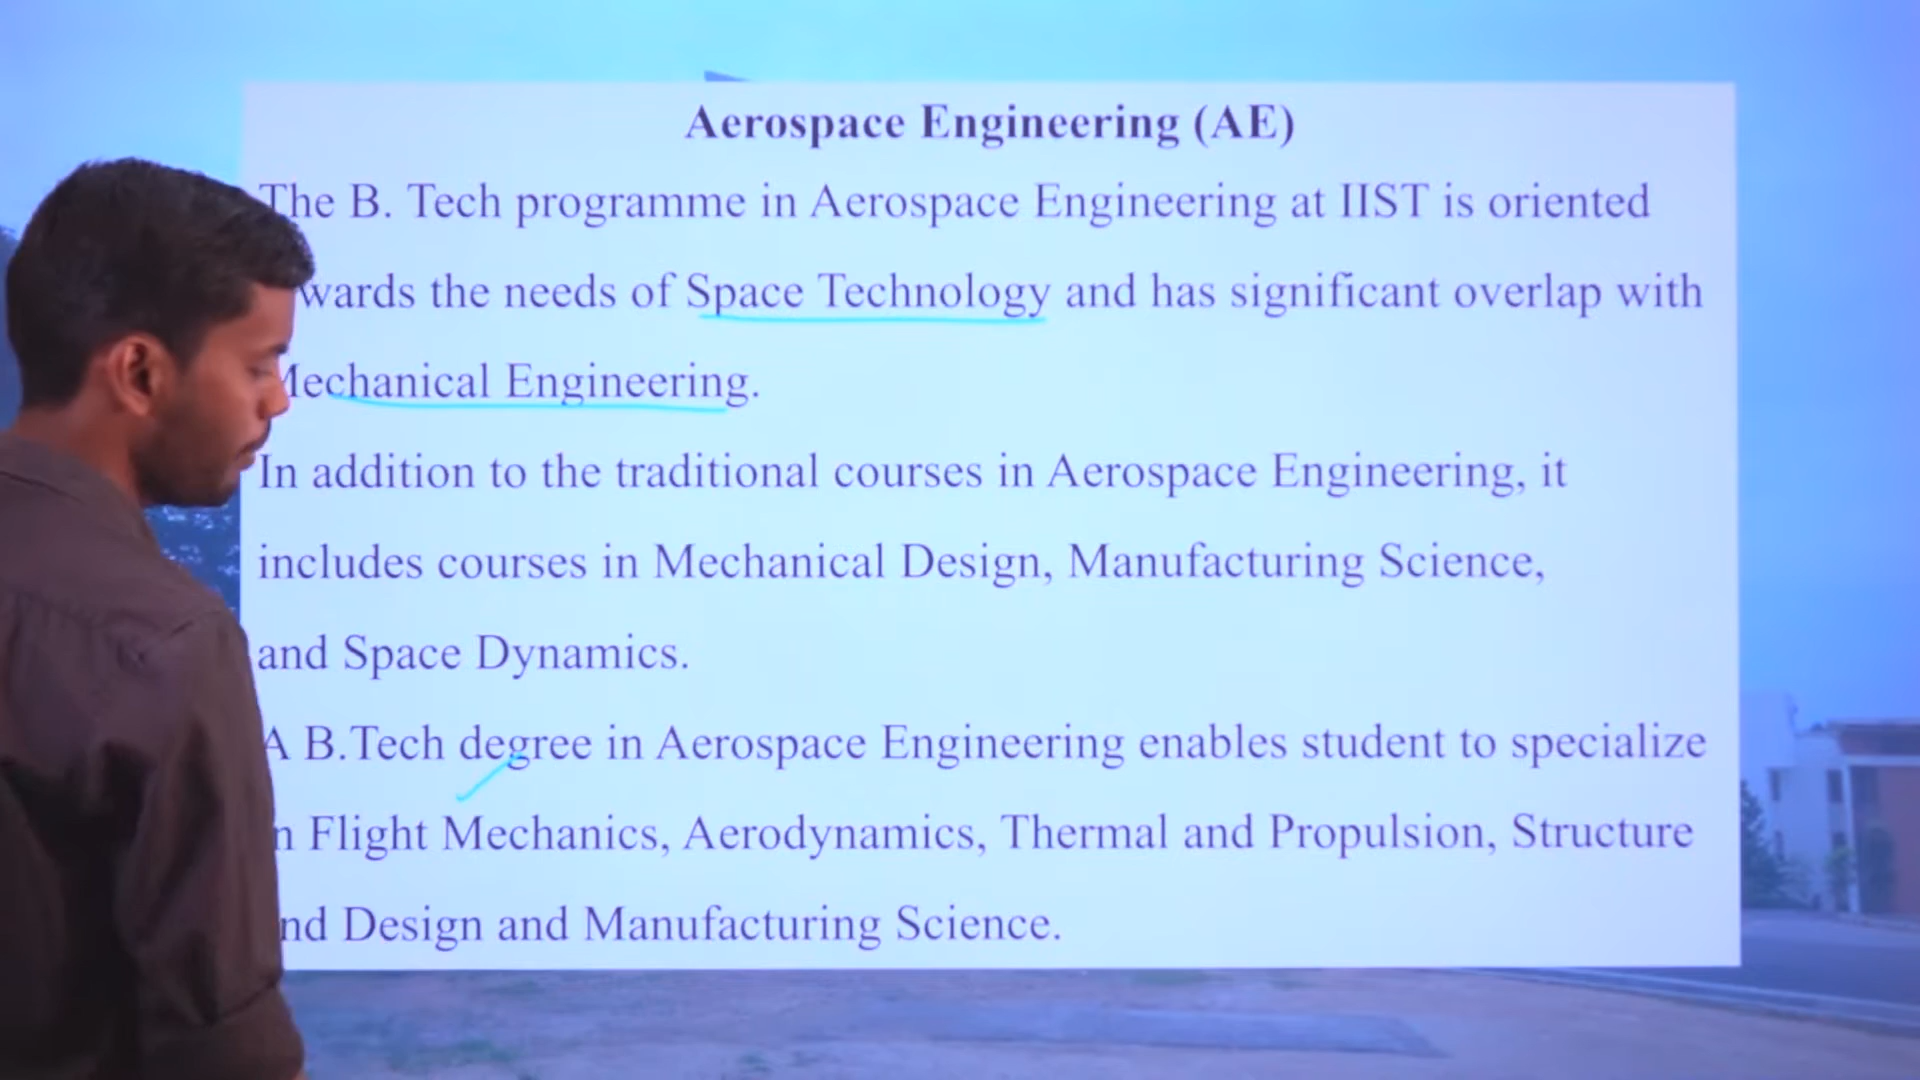 Aerospace Engineering (AE)
The B. Tech programme in Aerospace Engineering at IIST is oriented
wards the needs of Space Technology and has significant overlap with
Mechanical Engineering.
In addition to the traditional courses in Aerospace Engineering, it
includes courses in Mechanical Design, Manufacturing Science,
and Space Dynamics.
A B.Tech degree in Aerospace Engineering enables student to specialize
n Flight Mechanics, Aerodynamics, Thermal and Propulsion, Structure
nd Design and Manufacturing Science.